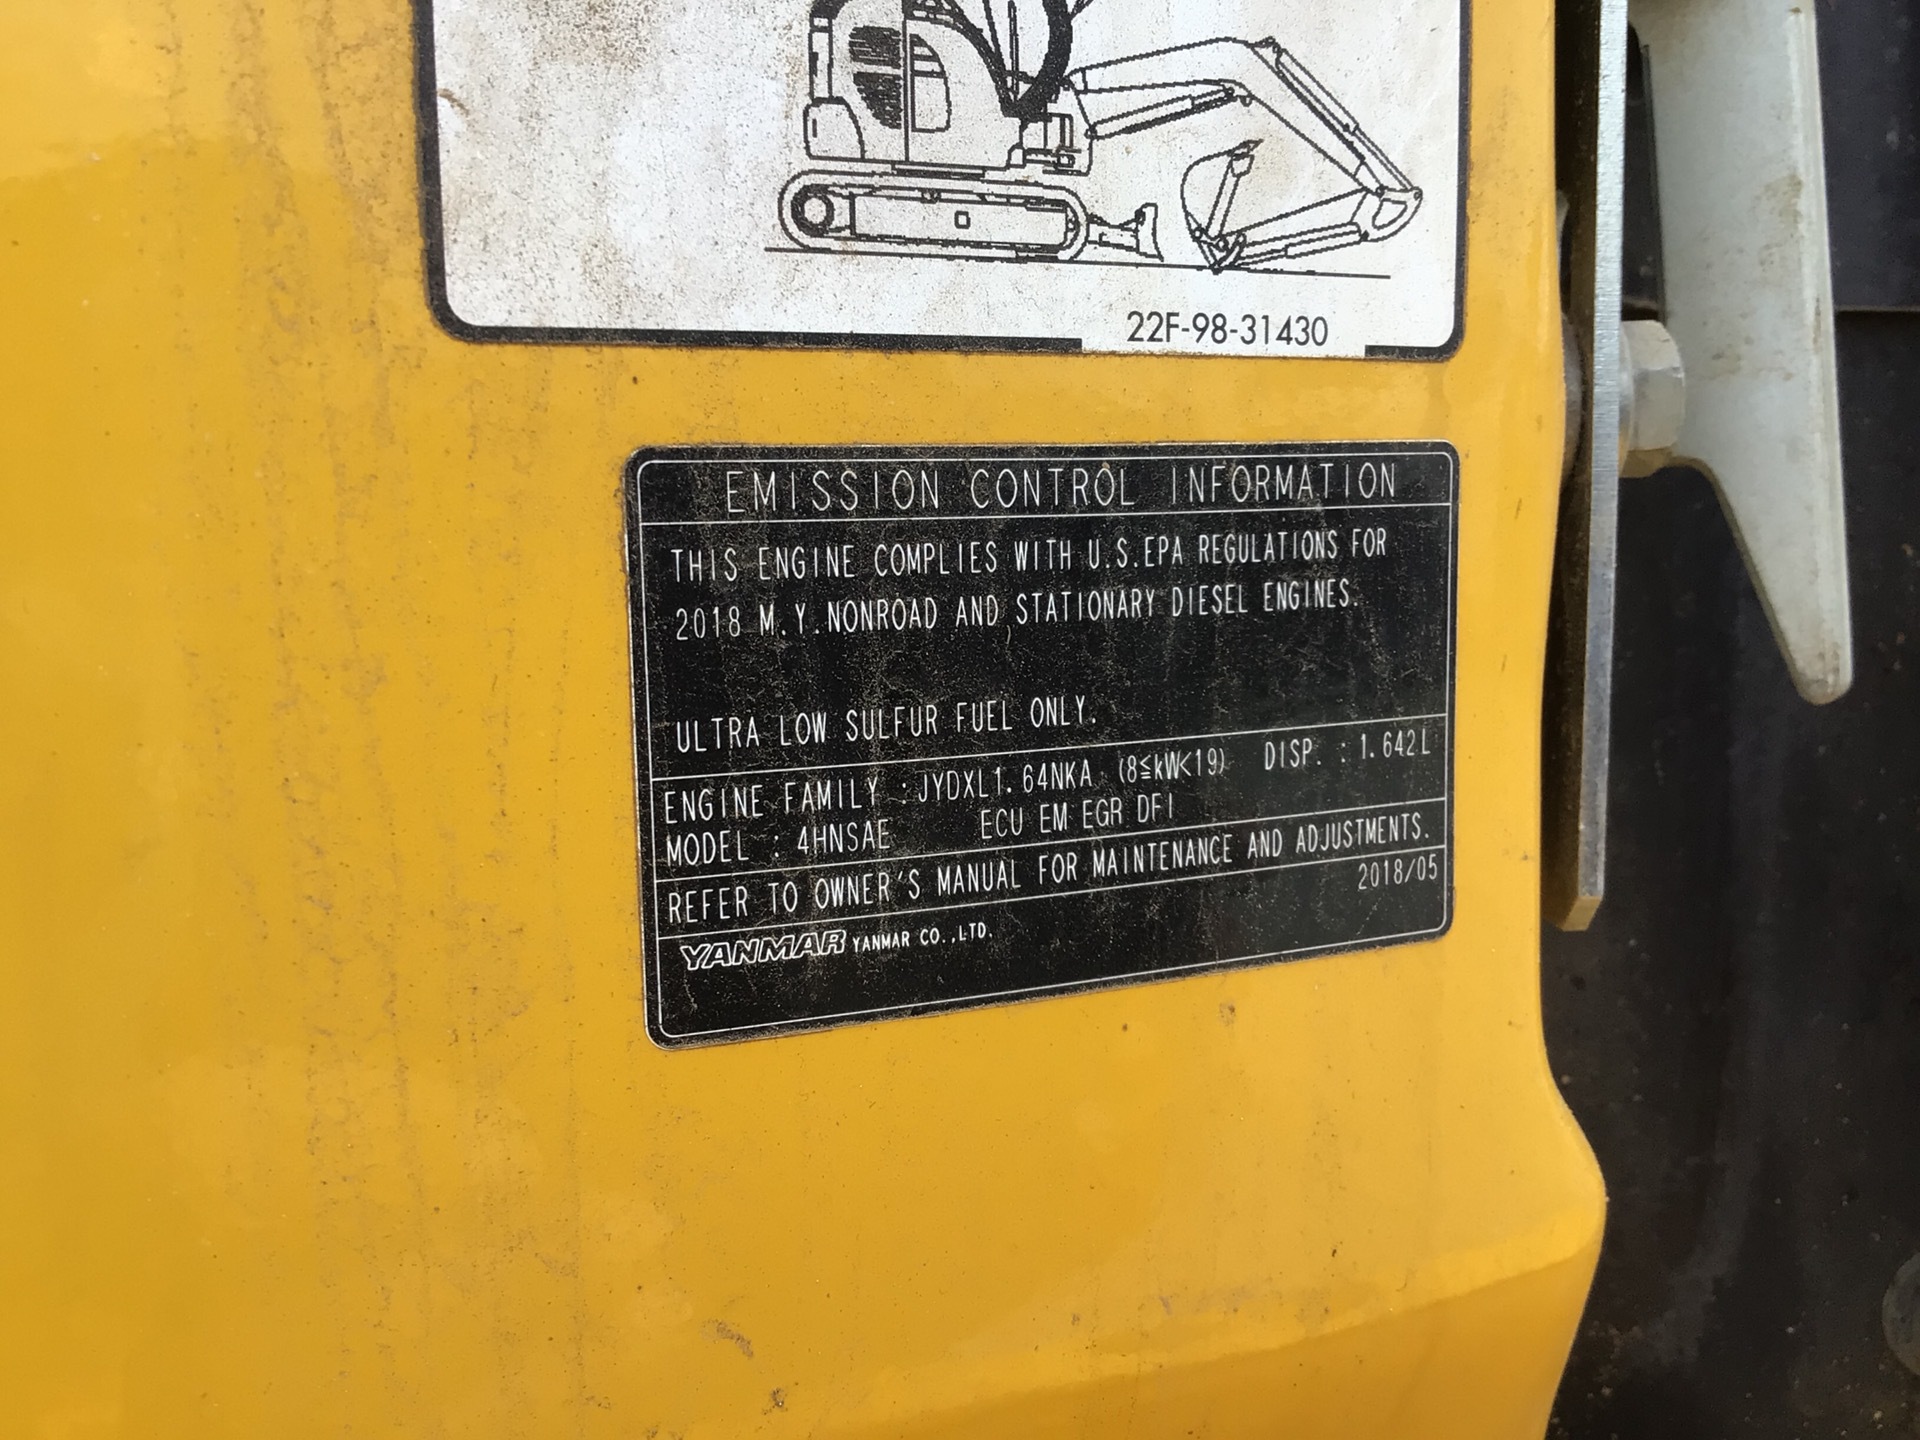 22F-98-31430
EMISSION CONTROL INFORMATION
THIS ENGINE COMPLIES WITH U.S.EPA REGULATIONS FOR
2018 M.Y.NONROAD AND STATIONARY DIESEL ENGINES.
ULTRA LOW SULFUR FUEL ONLY.
ENGINE FAMILY : JYDXL1.64NKA (8≦kW<19) DISP. : 1.642L
MODEL : 4HNSAE ECU EM EGR DFI
REFER TO OWNER'S MANUAL FOR MAINTENANCE AND ADJUSTMENTS.
2018/05
YANMAR YANMAR CO.,LTD.